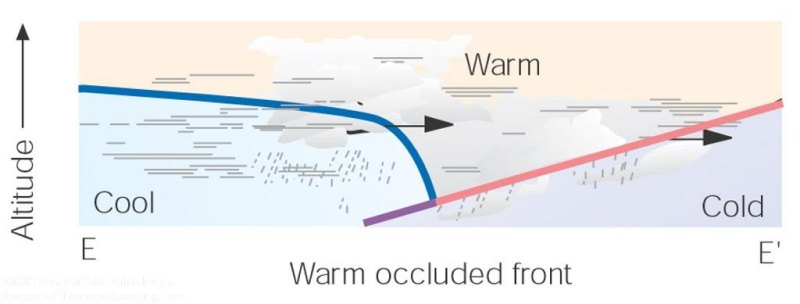 Warm
Altitude
Cool
Cold
E
E'
Warm occluded front